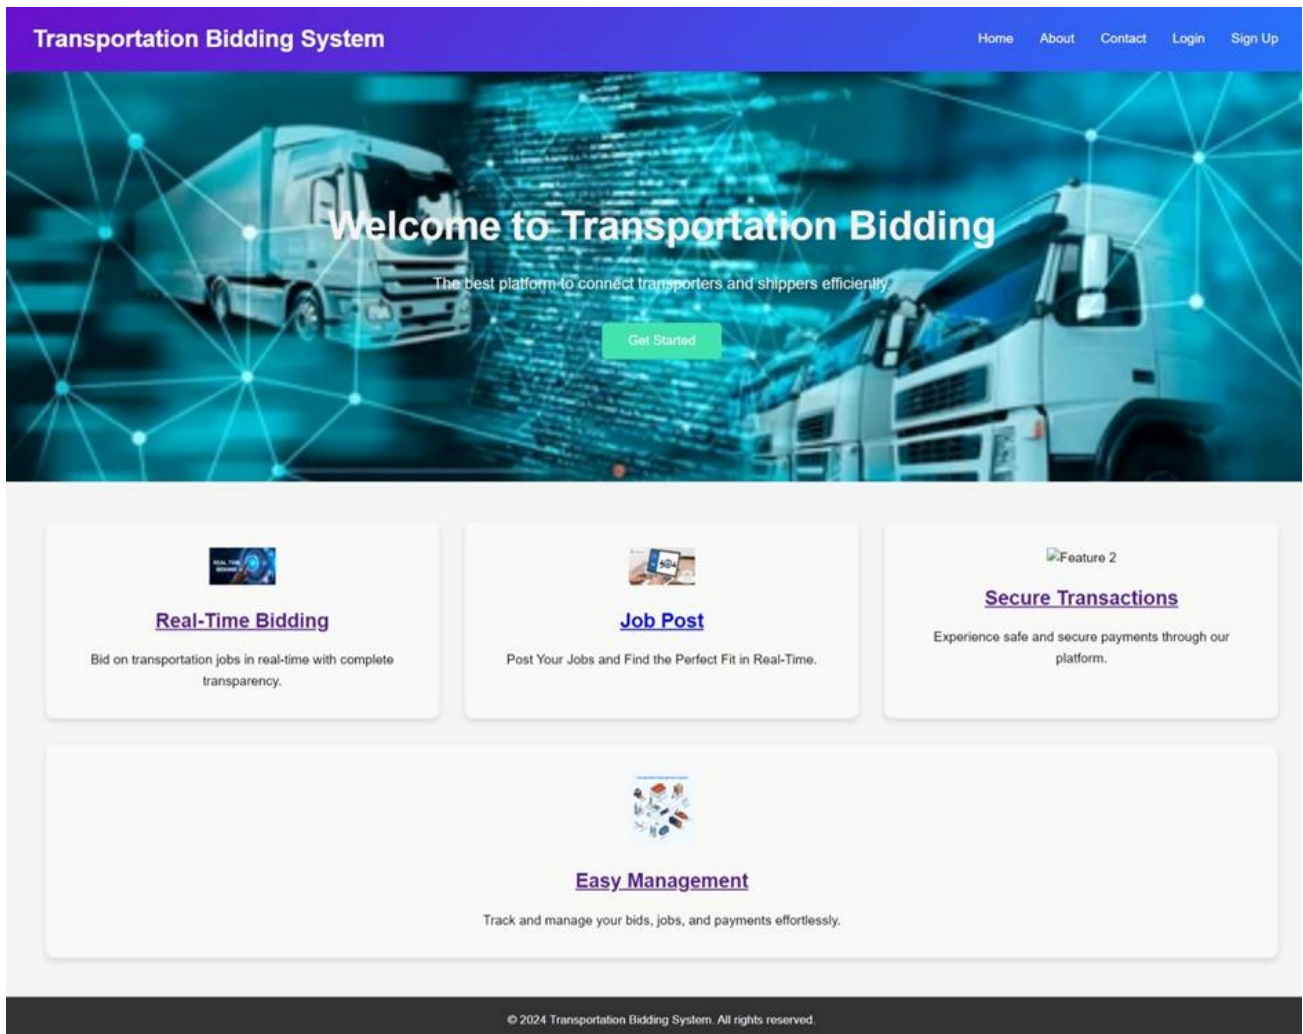 Transportation Bidding System
Home About Contact Login Sign Up
Welcome to Transportation Bidding
The best platform to connect transporters and shippers efficiently.
Get Started
REAL TIME
BIDDING
Real-Time Bidding
Bid on transportation jobs in real-time with complete
transparency.
Job Post
Post Your Jobs and Find the Perfect Fit in Real-Time.
Feature 2
Secure Transactions
Experience safe and secure payments through our
platform.
Easy Management
Track and manage your bids, jobs, and payments effortlessly.
© 2024 Transportation Bidding System. All rights reserved.